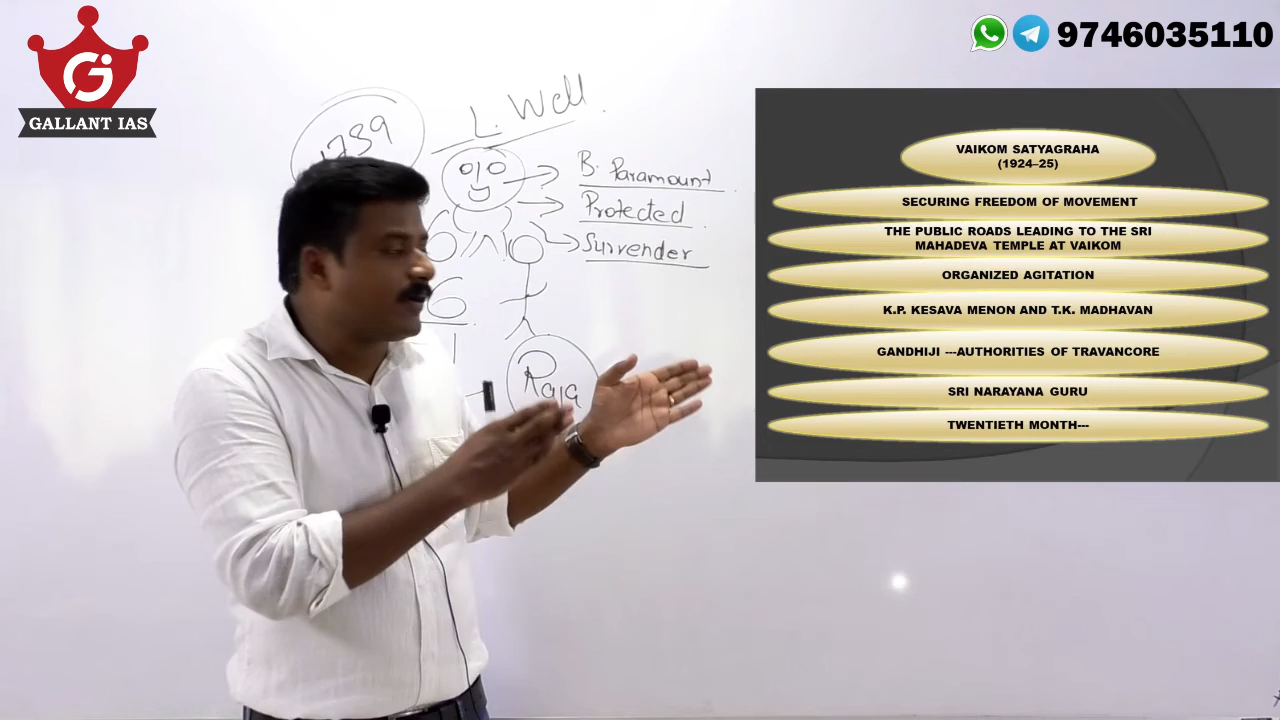 9746035110
GALLANT IAS
1739
L. Well
B. Paramount
Protected
Surrender
Raja
VAIKOM SATYAGRAHA
(1924–25)
SECURING FREEDOM OF MOVEMENT
THE PUBLIC ROADS LEADING TO THE SRI
MAHADEVA TEMPLE AT VAIKOM
ORGANIZED AGITATION
K.P. KESAVA MENON AND T.K. MADHAVAN
GANDHIJI ---AUTHORITIES OF TRAVANCORE
SRI NARAYANA GURU
TWENTIETH MONTH---